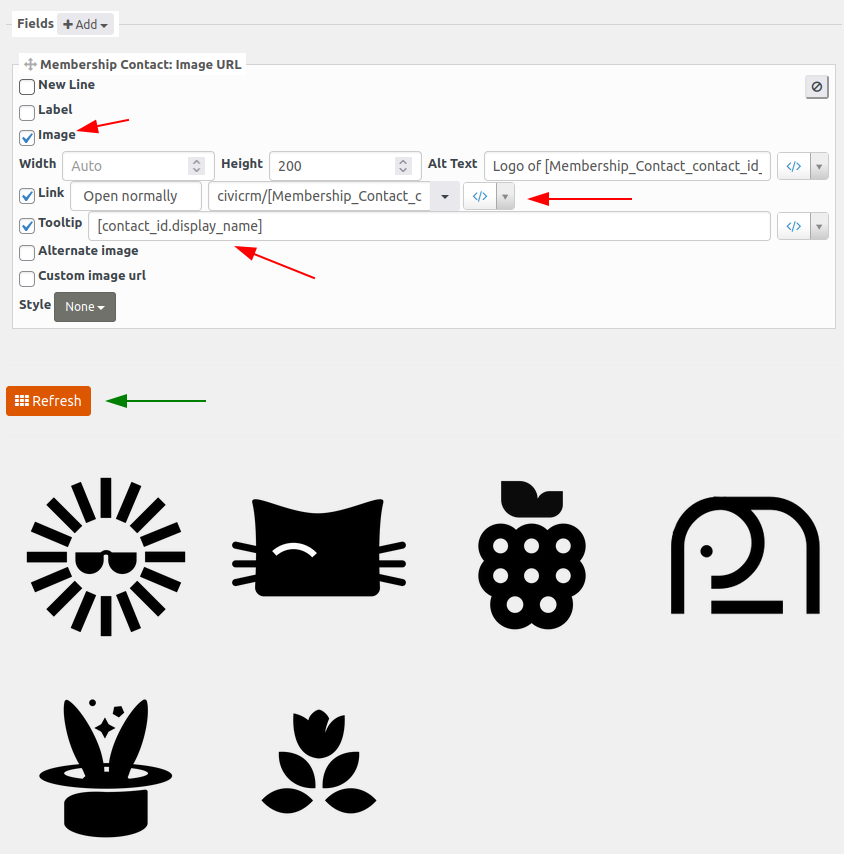 Fields Add
Membership Contact: Image URL
New Line
Label
Image
Width Auto Height 200 Alt Text Logo of [Membership_Contact_contact_id_ </>
Link Open normally civicrm/[Membership_Contact_c </>
Tooltip [contact_id.display_name] </>
Alternate image
Custom image url
Style None
Refresh